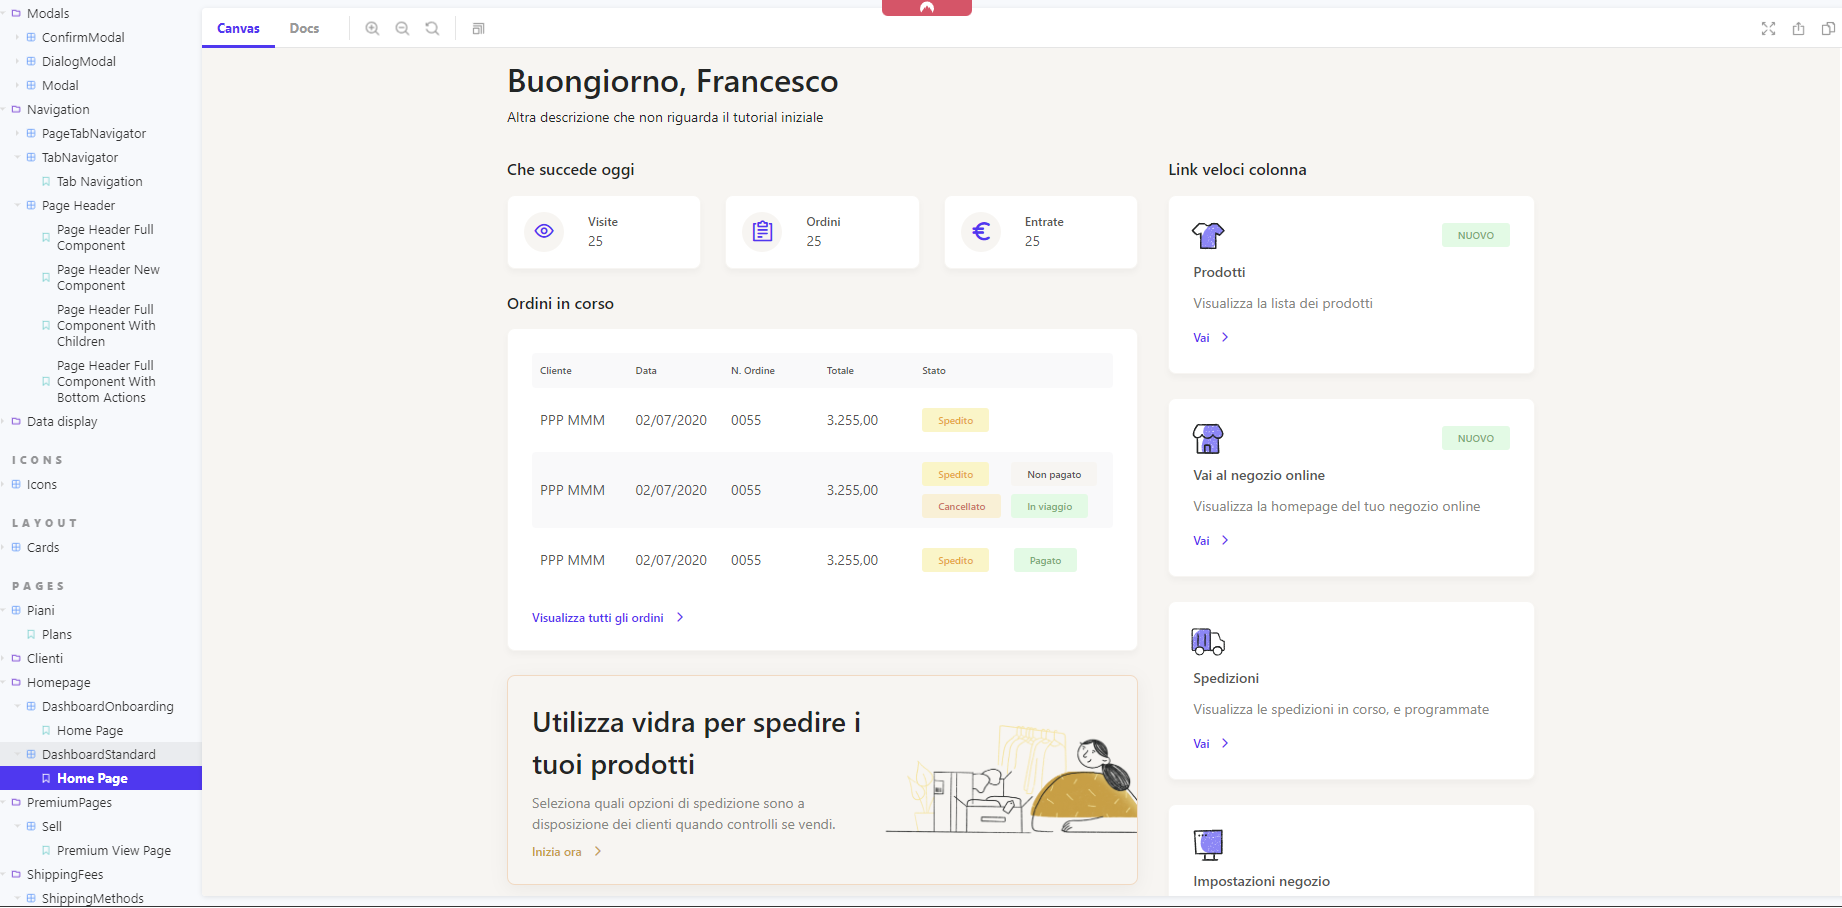 Modals
ConfirmModal
DialogModal
Modal
Navigation
PageTabNavigator
TabNavigator
Tab Navigation
Page Header
Page Header Full
Component
Page Header New
Component
Page Header Full
Component With
Children
Page Header Full
Component With
Bottom Actions
Data display
ICONS
Icons
LAYOUT
Cards
PAGES
Piani
Plans
Clienti
Homepage
DashboardOnboarding
Home Page
DashboardStandard
Home Page
PremiumPages
Sell
Premium View Page
ShippingFees
ShippingMethods
Canvas Docs
Buongiorno, Francesco
Altra descrizione che non riguarda il tutorial iniziale
Che succede oggi
Visite
25
Ordini
25
Entrate
25
Ordini in corso
Cliente Data N. Ordine Totale Stato
PPP MMM 02/07/2020 0055 3.255,00 Spedito
PPP MMM 02/07/2020 0055 3.255,00 Spedito Non pagato
Cancellato In viaggio
PPP MMM 02/07/2020 0055 3.255,00 Spedito Pagato
Visualizza tutti gli ordini
Utilizza vidra per spedire i
tuoi prodotti
Seleziona quali opzioni di spedizione sono a
disposizione dei clienti quando controlli se vendi.
Inizia ora
Link veloci colonna
NUOVO
Prodotti
Visualizza la lista dei prodotti
Vai
NUOVO
Vai al negozio online
Visualizza la homepage del tuo negozio online
Vai
Spedizioni
Visualizza le spedizioni in corso, e programmate
Vai
Impostazioni negozio